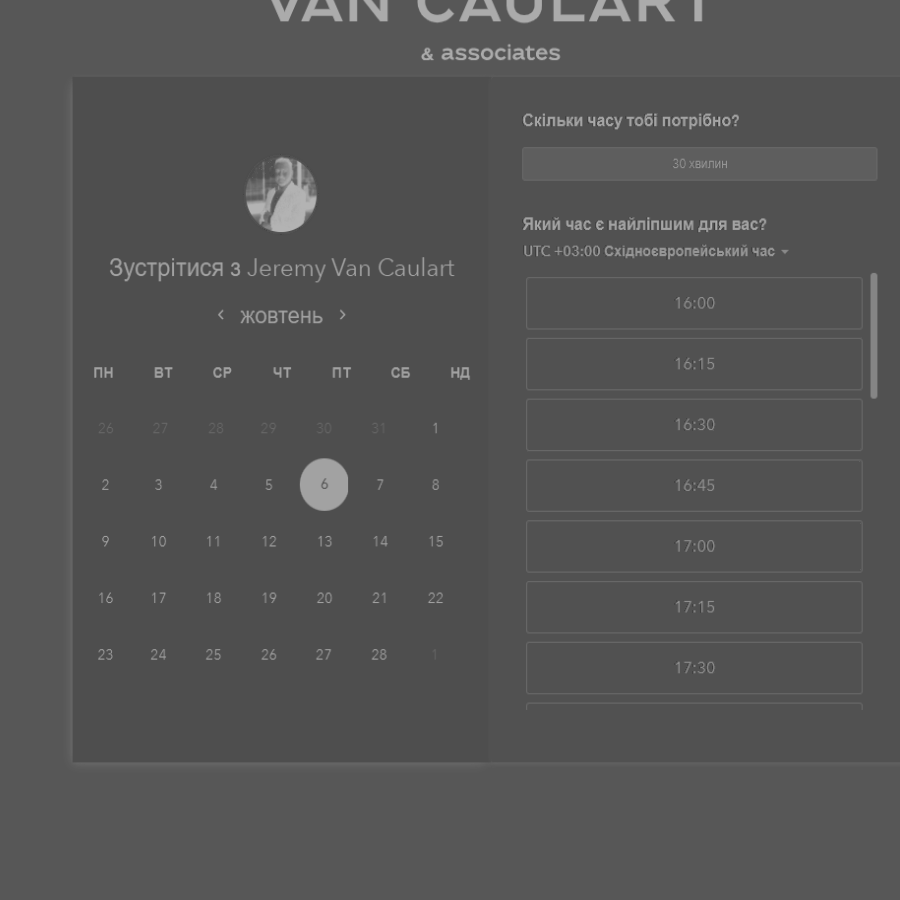 VAN CAULART
& associates
Зустрітися з Jeremy Van Caulart
‹ жовтень ›
ПН ВТ СР ЧТ ПТ СБ НД
26 27 28 29 30 31 1
2 3 4 5 6 7 8
9 10 11 12 13 14 15
16 17 18 19 20 21 22
23 24 25 26 27 28 1
Скільки часу тобі потрібно?
30 хвилин
Який час є найліпшим для вас?
UTC +03:00 Східноєвропейський час
16:00
16:15
16:30
16:45
17:00
17:15
17:30